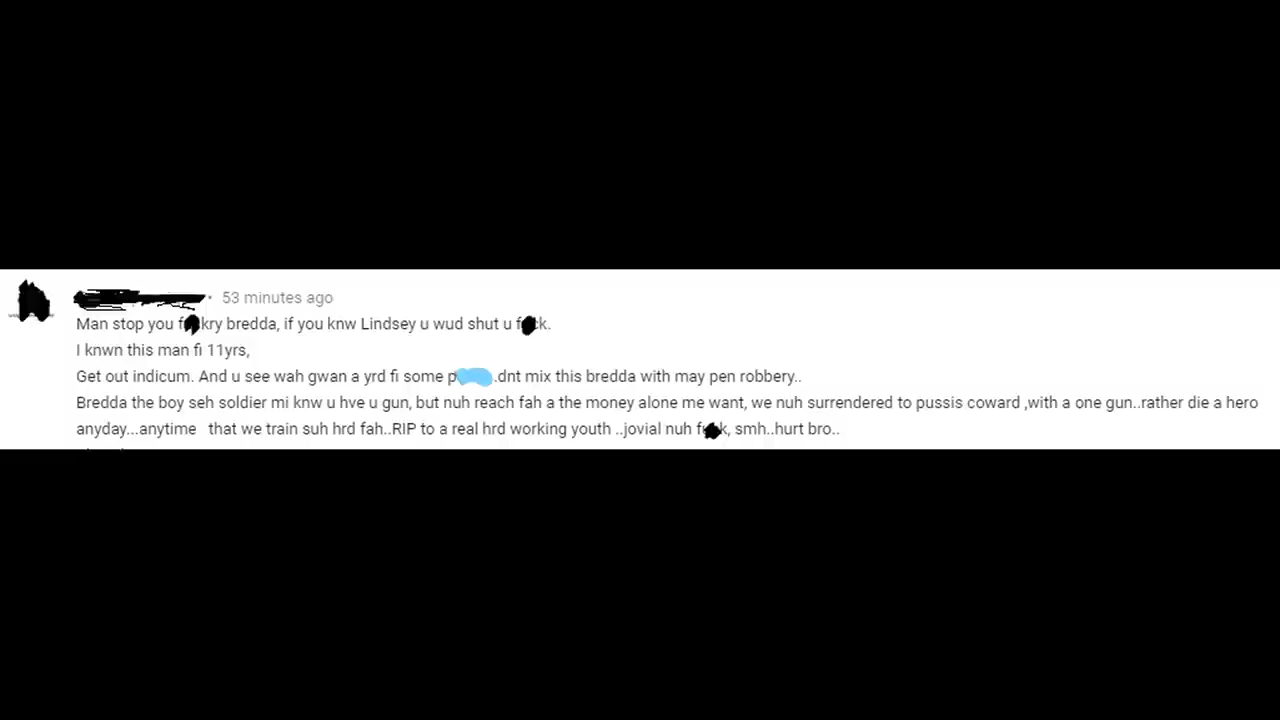 53 minutes ago
Man stop you f kry bredda, if you knw Lindsey u wud shut u f ck.
I knwn this man fi 11yrs,
Get out indicum. And u see wah gwan a yrd fi some p .dnt mix this bredda with may pen robbery..
Bredda the boy seh soldier mi knw u hve u gun, but nuh reach fah a the money alone me want, we nuh surrendered to pussis coward ,with a one gun..rather die a hero
anyday...anytime that we train suh hrd fah..RIP to a real hrd working youth ..jovial nuh f k, smh..hurt bro..